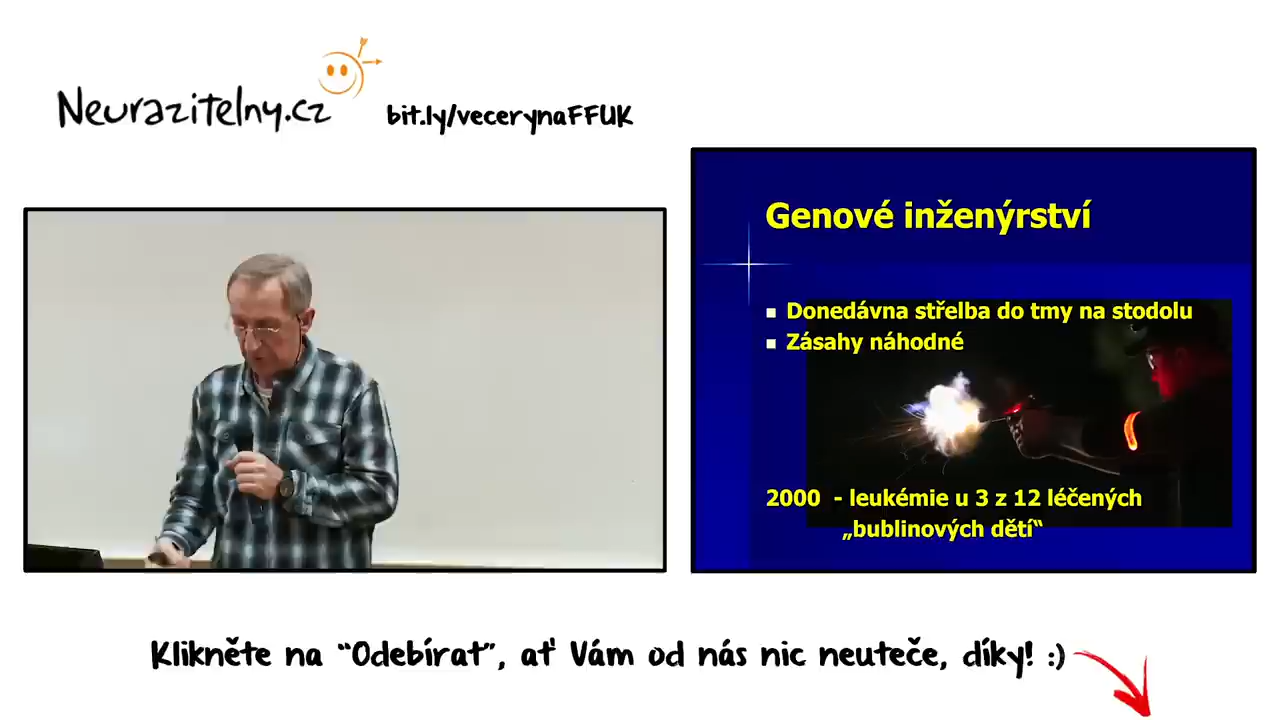 Neurazitelny.cz
bit.ly/vecerynaFFUK
Genové inženýrství
Donedávna střelba do tmy na stodolu
Zásahy náhodné
2000 - leukémie u 3 z 12 léčených
„bublinových dětí“
Klikněte na “Odebírat”, ať Vám od nás nic neuteče, díky! :)